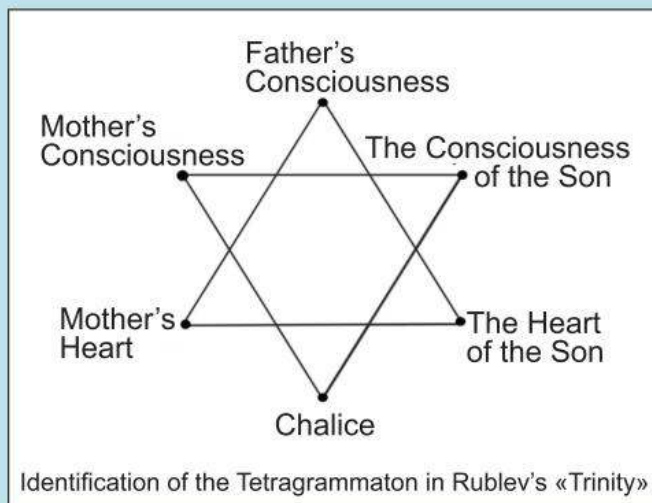 Father's
Consciousness
Mother's
Consciousness
The Consciousness
of the Son
Mother's
Heart
The Heart
of the Son
Chalice
Identification of the Tetragrammaton in Rublev's «Trinity»